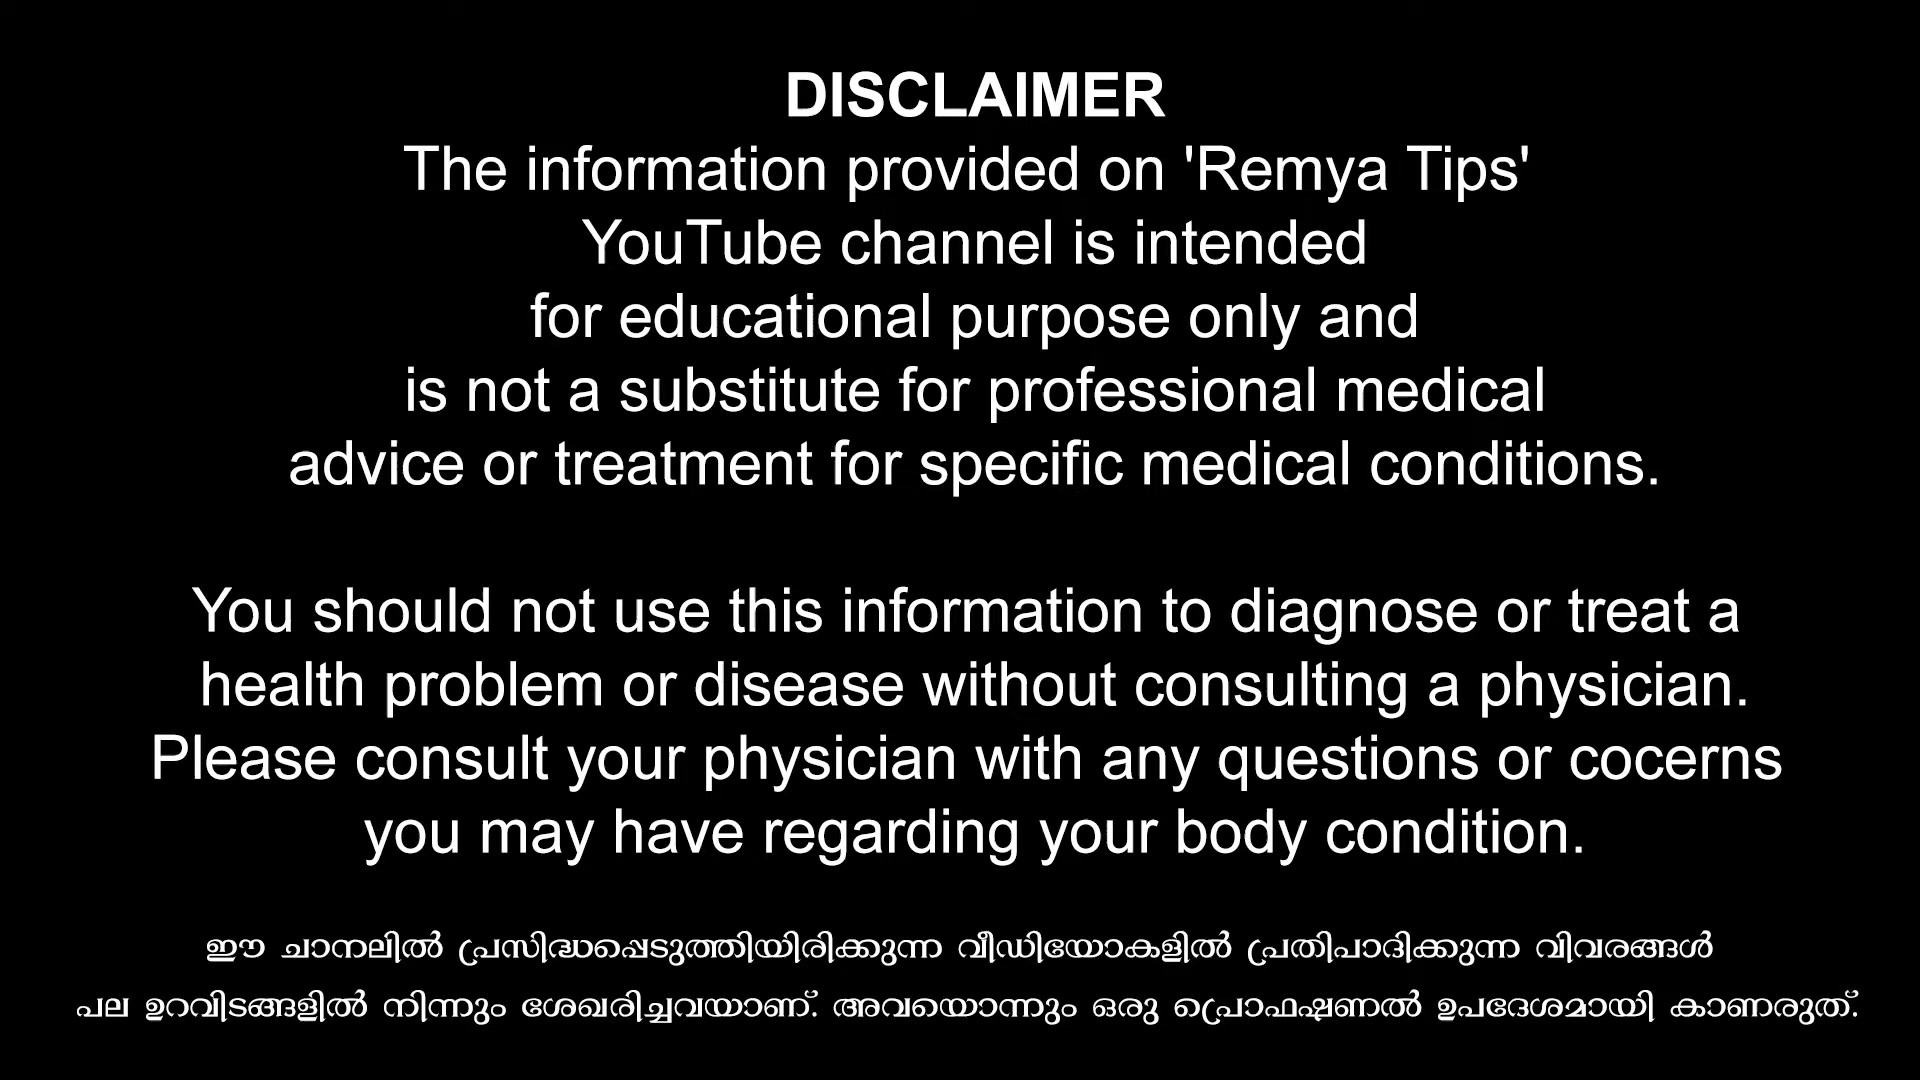 DISCLAIMER
The information provided on 'Remya Tips'
YouTube channel is intended
for educational purpose only and
is not a substitute for professional medical
advice or treatment for specific medical conditions.
You should not use this information to diagnose or treat a
health problem or disease without consulting a physician.
Please consult your physician with any questions or cocerns
you may have regarding your body condition.
ഈ ചാനലിൽ പ്രസിദ്ധപ്പെടുത്തിയിരിക്കുന്ന വീഡിയോകളിൽ പ്രതിപാദിക്കുന്ന വിവരങ്ങൾ
പല ഉറവിടങ്ങളിൽ നിന്നും ശേഖരിച്ചവയാണ്. അവയൊന്നും ഒരു പ്രൊഫഷണൽ ഉപദേശമായി കാണരുത്.